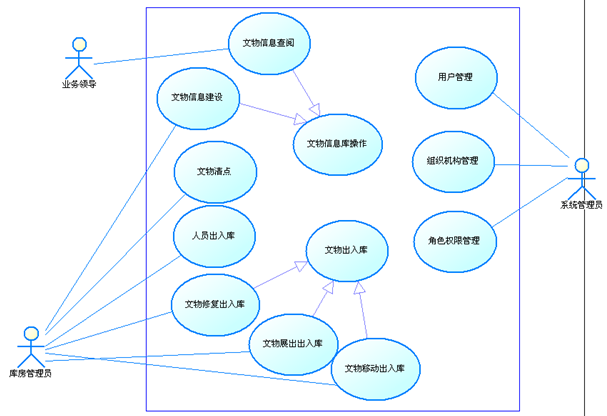 文物信息查阅
业务领导
用户管理
文物信息建设
文物信息库操作
组织机构管理
文物清点
系统管理员
人员出入库
角色权限管理
文物出入库
文物修复出入库
文物展出出入库
库房管理员
文物移动出入库